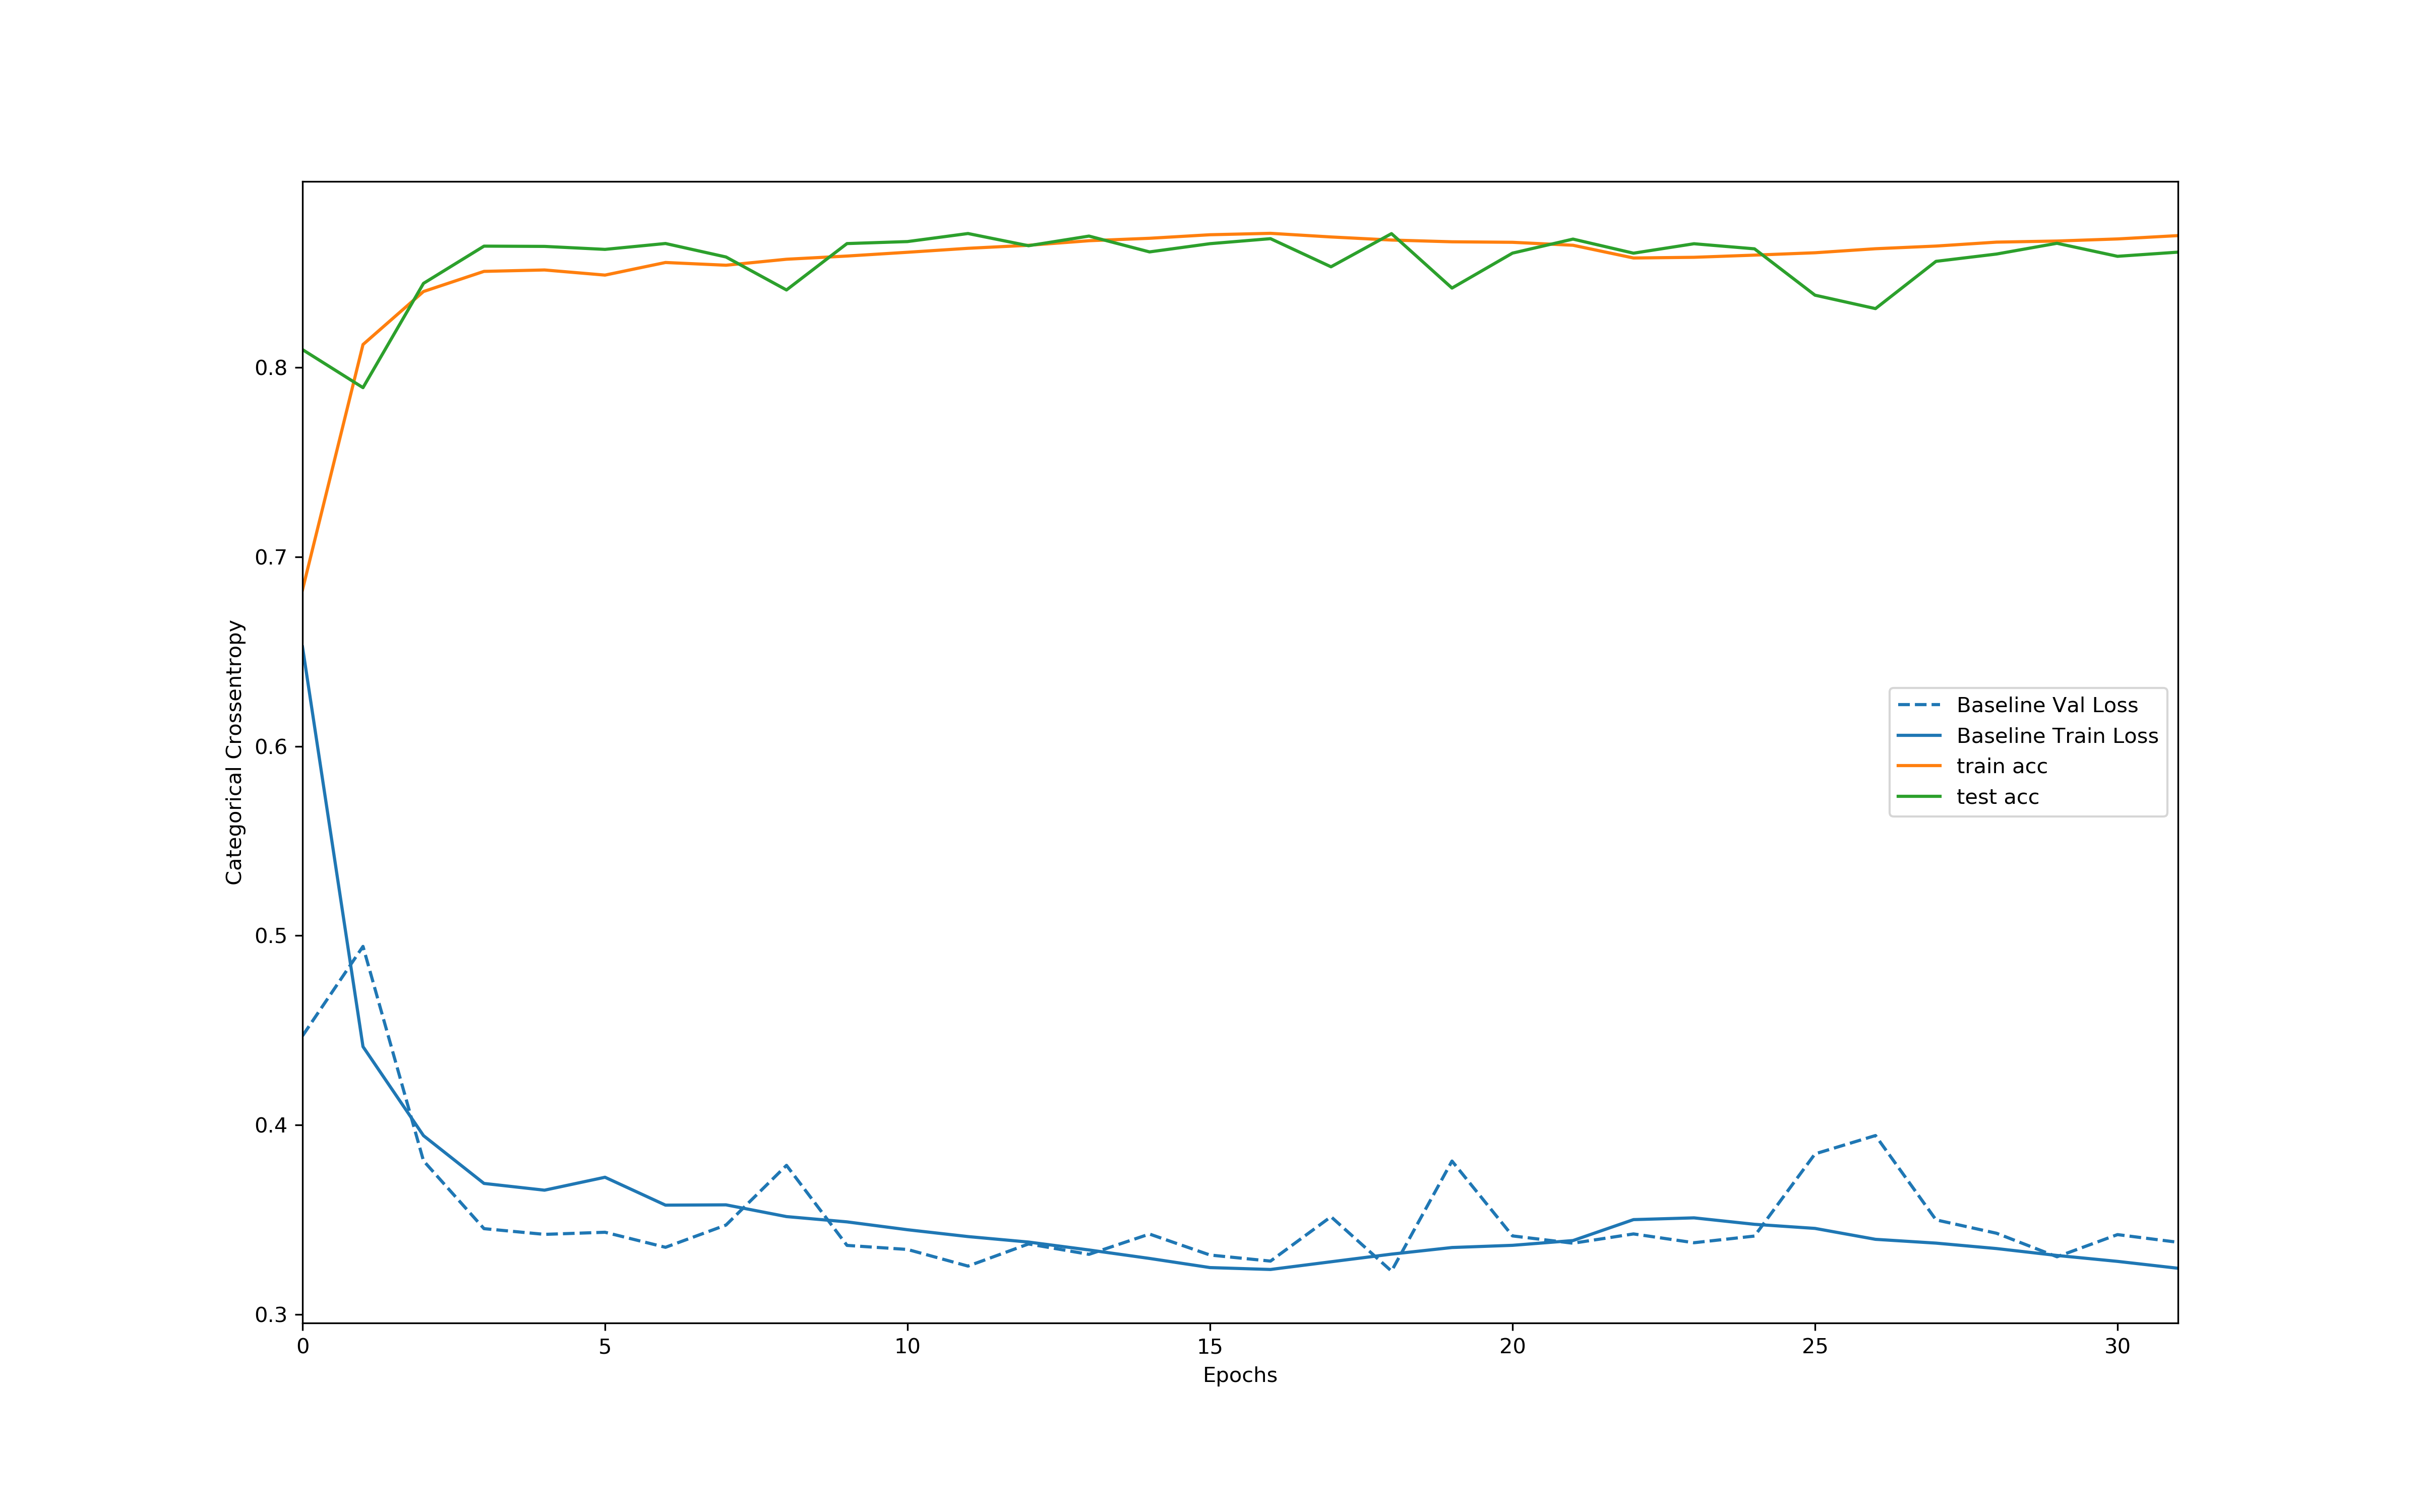 0.8
0.7
0.6
0.5
0.4
0.3
Categorical Crossentropy
Baseline Val Loss
Baseline Train Loss
train acc
test acc
0 5 10 15 20 25 30
Epochs